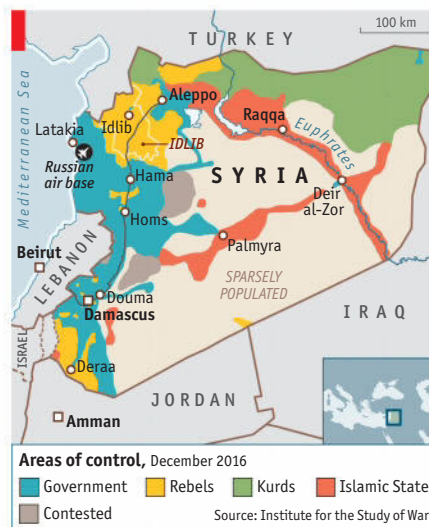 100 km
TURKEY
Mediterranean Sea
Aleppo
Latakia
Idlib
Raqqa
Euphrates
IDLIB
Russian
air base
Hama
SYRIA
Deir
al-Zor
Homs
Palmyra
Beirut
LEBANON
SPARSELY
POPULATED
Douma
Damascus
IRAQ
ISRAEL
Deraa
JORDAN
Amman
Areas of control, December 2016
Government Rebels Kurds Islamic State
Contested Source: Institute for the Study of War